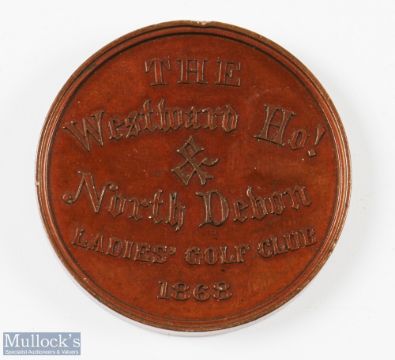 THE
Westward Ho!
&
North Devon
LADIES' GOLF CLUB
1868
Mullock's
Specialist Auctioneers & Valuers